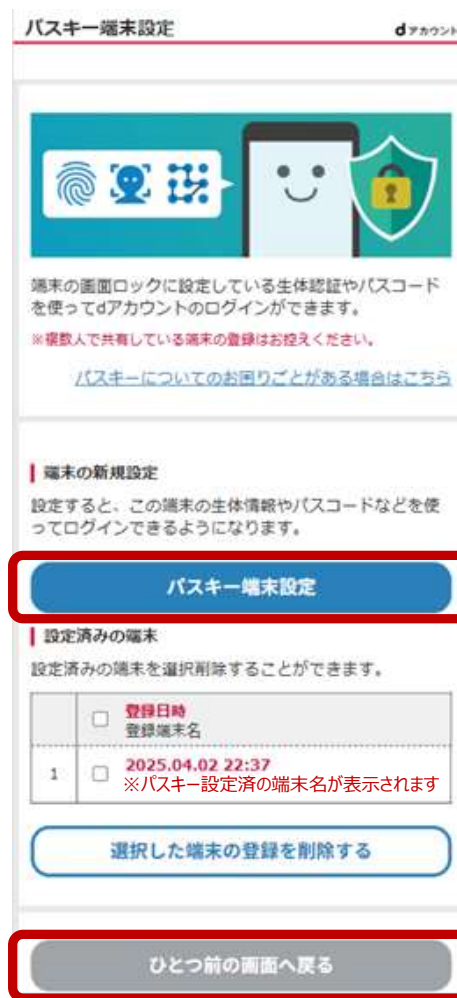 パスキー端末設定
dアカウント
端末の画面ロックに設定している生体認証やパスコード
を使ってdアカウントのログインができます。
※複数人で共有している端末の登録はお控えください。
パスキーについてのお困りごとがある場合はこちら
端末の新規設定
設定すると、この端末の生体情報やパスコードなどを使
ってログインできるようになります。
パスキー端末設定
設定済みの端末
設定済みの端末を選択削除することができます。
登録日時
登録端末名
1
2025.04.02 22:37
※パスキー設定済の端末名が表示されます
選択した端末の登録を削除する
ひとつ前の画面へ戻る